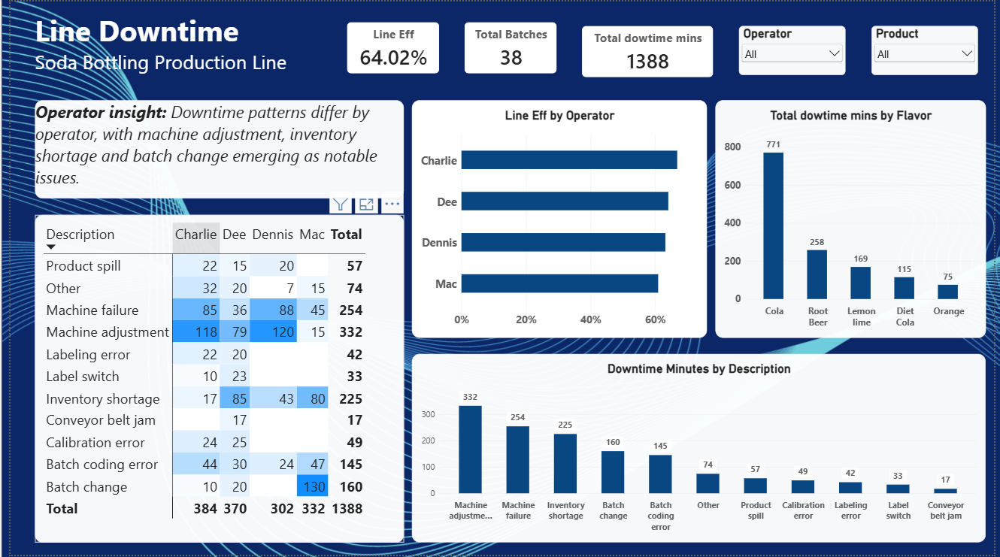 Line Downtime
Soda Bottling Production Line
Line Eff
64.02%
Total Batches
38
Total dowtime mins
1388
Operator
All
Product
All
Operator insight: Downtime patterns differ by
operator, with machine adjustment, inventory
shortage and batch change emerging as notable
issues.
Description Charlie Dee Dennis Mac Total
Product spill 22 15 20 57
Other 32 20 7 15 74
Machine failure 85 36 88 45 254
Machine adjustment 118 79 120 15 332
Labeling error 22 20 42
Label switch 10 23 33
Inventory shortage 17 85 43 80 225
Conveyor belt jam 17 17
Calibration error 24 25 49
Batch coding error 44 30 24 47 145
Batch change 10 20 130 160
Total 384 370 302 332 1388
Line Eff by Operator
Charlie
Dee
Dennis
Mac
0% 20% 40% 60%
Total dowtime mins by Flavor
800
600
400
200
0
771
258
169
115
75
Cola
Root
Beer
Lemon
lime
Diet
Cola
Orange
Downtime Minutes by Description
300
200
100
0
332
254
225
160
145
74
57
49
42
33
17
Machine
adjustme...
Machine
failure
Inventory
shortage
Batch
change
Batch
coding
error
Other
Product
spill
Calibration
error
Labeling
error
Label
switch
Conveyor
belt jam